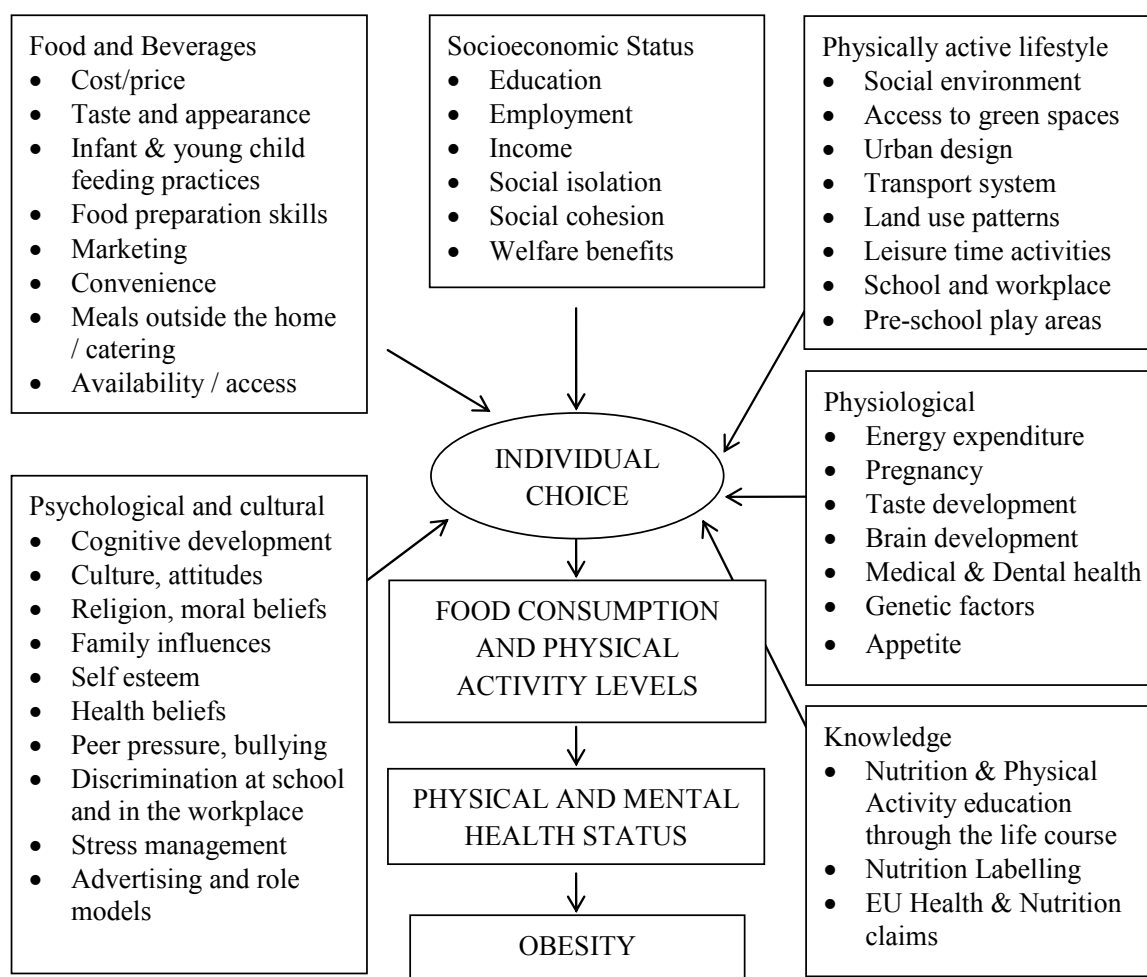 Food and Beverages
• Cost/price
• Taste and appearance
• Infant & young child
feeding practices
• Food preparation skills
• Marketing
• Convenience
• Meals outside the home
/ catering
• Availability / access
Socioeconomic Status
• Education
• Employment
• Income
• Social isolation
• Social cohesion
• Welfare benefits
Physically active lifestyle
• Social environment
• Access to green spaces
• Urban design
• Transport system
• Land use patterns
• Leisure time activities
• School and workplace
• Pre-school play areas
INDIVIDUAL
CHOICE
Physiological
• Energy expenditure
• Pregnancy
• Taste development
• Brain development
• Medical & Dental health
• Genetic factors
• Appetite
Psychological and cultural
• Cognitive development
• Culture, attitudes
• Religion, moral beliefs
• Family influences
• Self esteem
• Health beliefs
• Peer pressure, bullying
• Discrimination at school
and in the workplace
• Stress management
• Advertising and role
models
FOOD CONSUMPTION
AND PHYSICAL
ACTIVITY LEVELS
Knowledge
• Nutrition & Physical
Activity education
through the life course
• Nutrition Labelling
• EU Health & Nutrition
claims
PHYSICAL AND MENTAL
HEALTH STATUS
OBESITY